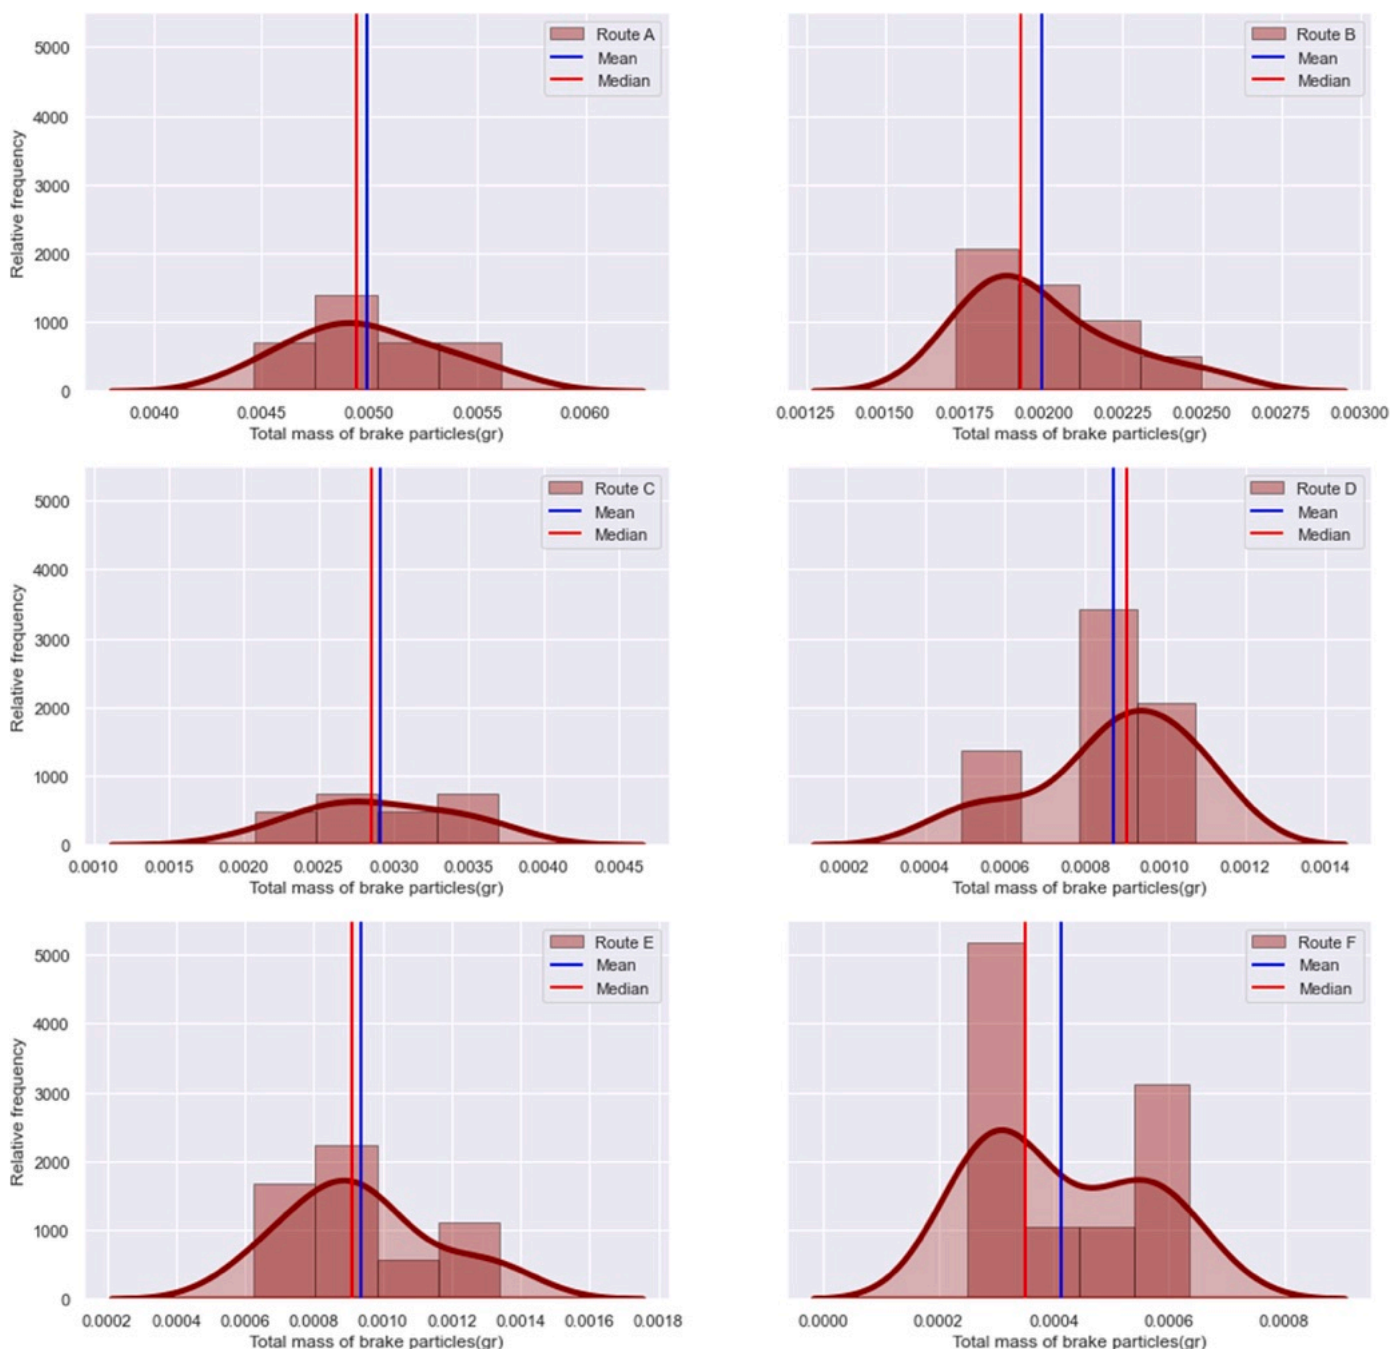 Route A
Mean
Median
Relative frequency
5000
4000
3000
2000
1000
0
0.0040 0.0045 0.0050 0.0055 0.0060
Total mass of brake particles(gr)
Route B
Mean
Median
0.00125 0.00150 0.00175 0.00200 0.00225 0.00250 0.00275 0.00300
Total mass of brake particles(gr)
Route C
Mean
Median
Relative frequency
5000
4000
3000
2000
1000
0
0.0010 0.0015 0.0020 0.0025 0.0030 0.0035 0.0040 0.0045
Total mass of brake particles(gr)
Route D
Mean
Median
0.0002 0.0004 0.0006 0.0008 0.0010 0.0012 0.0014
Total mass of brake particles(gr)
Route E
Mean
Median
Relative frequency
5000
4000
3000
2000
1000
0
0.0002 0.0004 0.0006 0.0008 0.0010 0.0012 0.0014 0.0016 0.0018
Total mass of brake particles(gr)
Route F
Mean
Median
0.0000 0.0002 0.0004 0.0006 0.0008
Total mass of brake particles(gr)